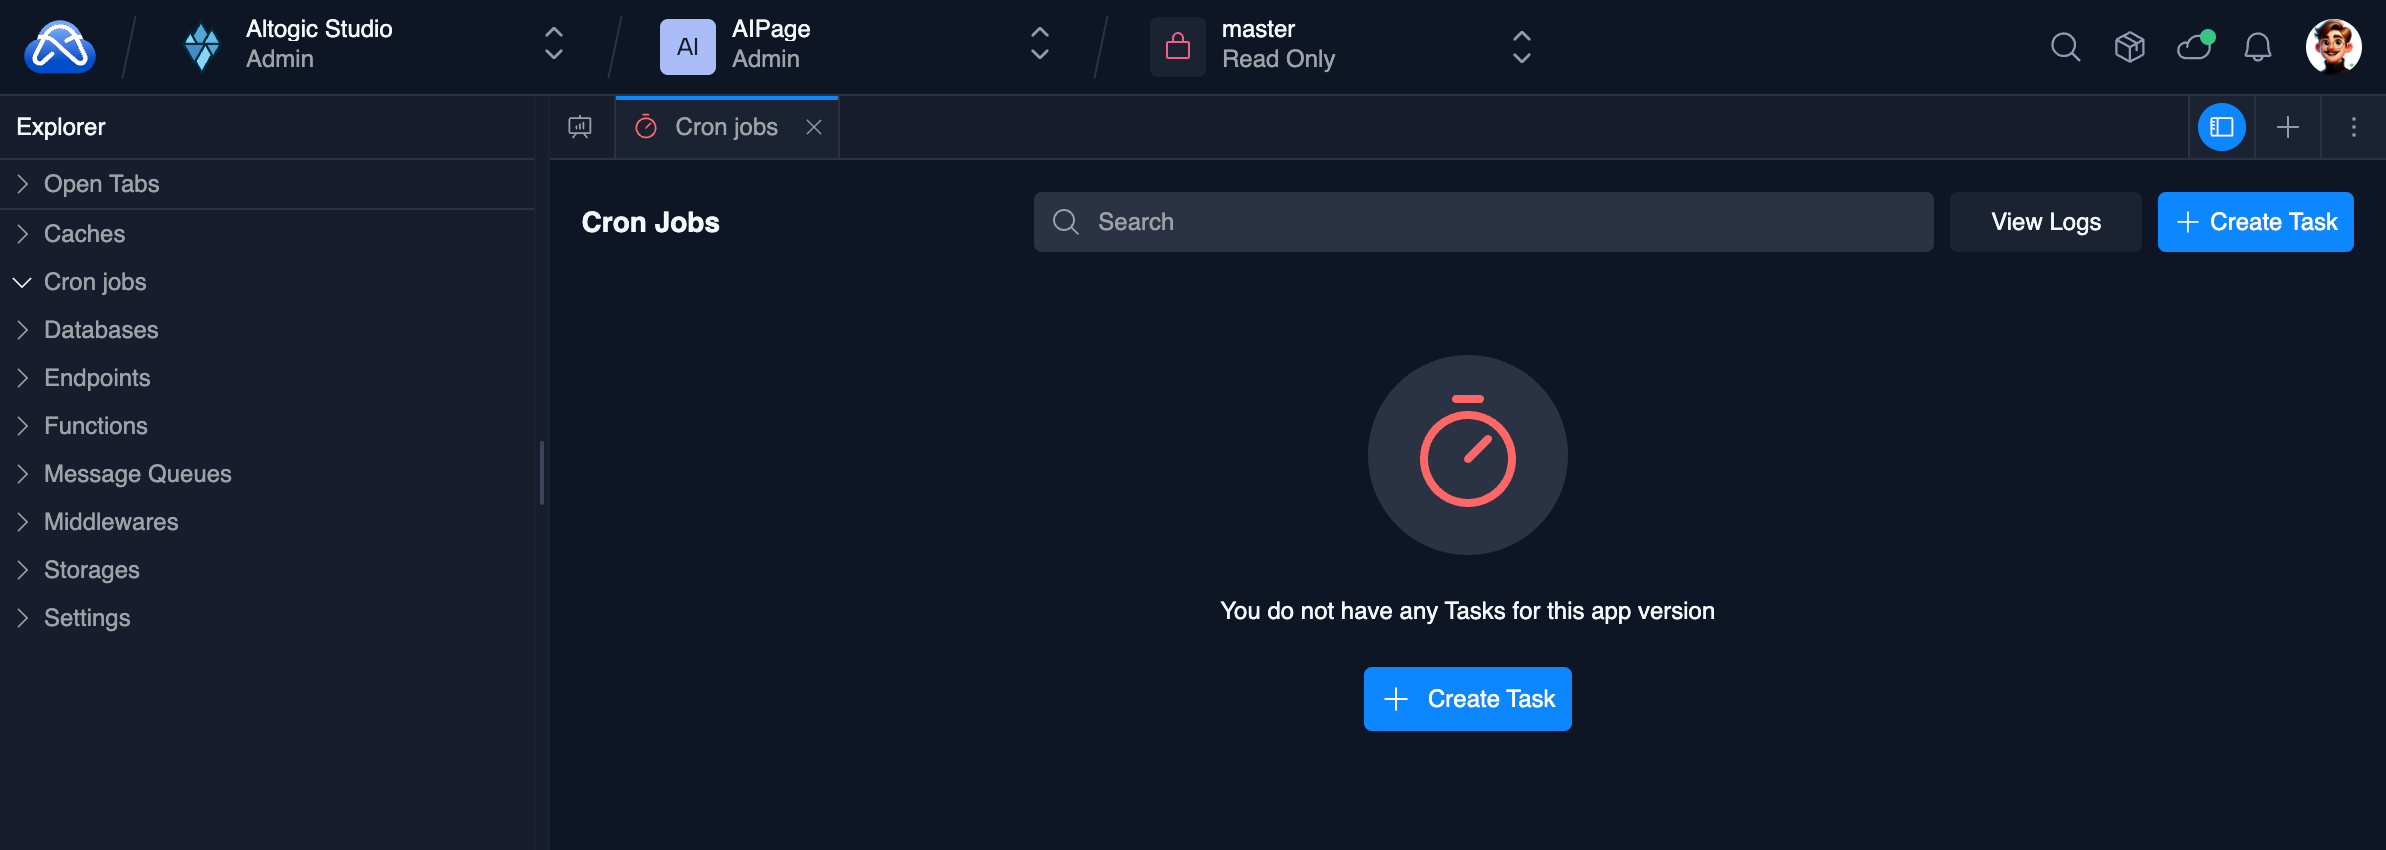 Altogic Studio
Admin
AI
AIPage
Admin
master
Read Only
Explorer
Open Tabs
Caches
Cron jobs
Databases
Endpoints
Functions
Message Queues
Middlewares
Storages
Settings
Cron jobs
Cron Jobs
Search
View Logs
Create Task
You do not have any Tasks for this app version
Create Task